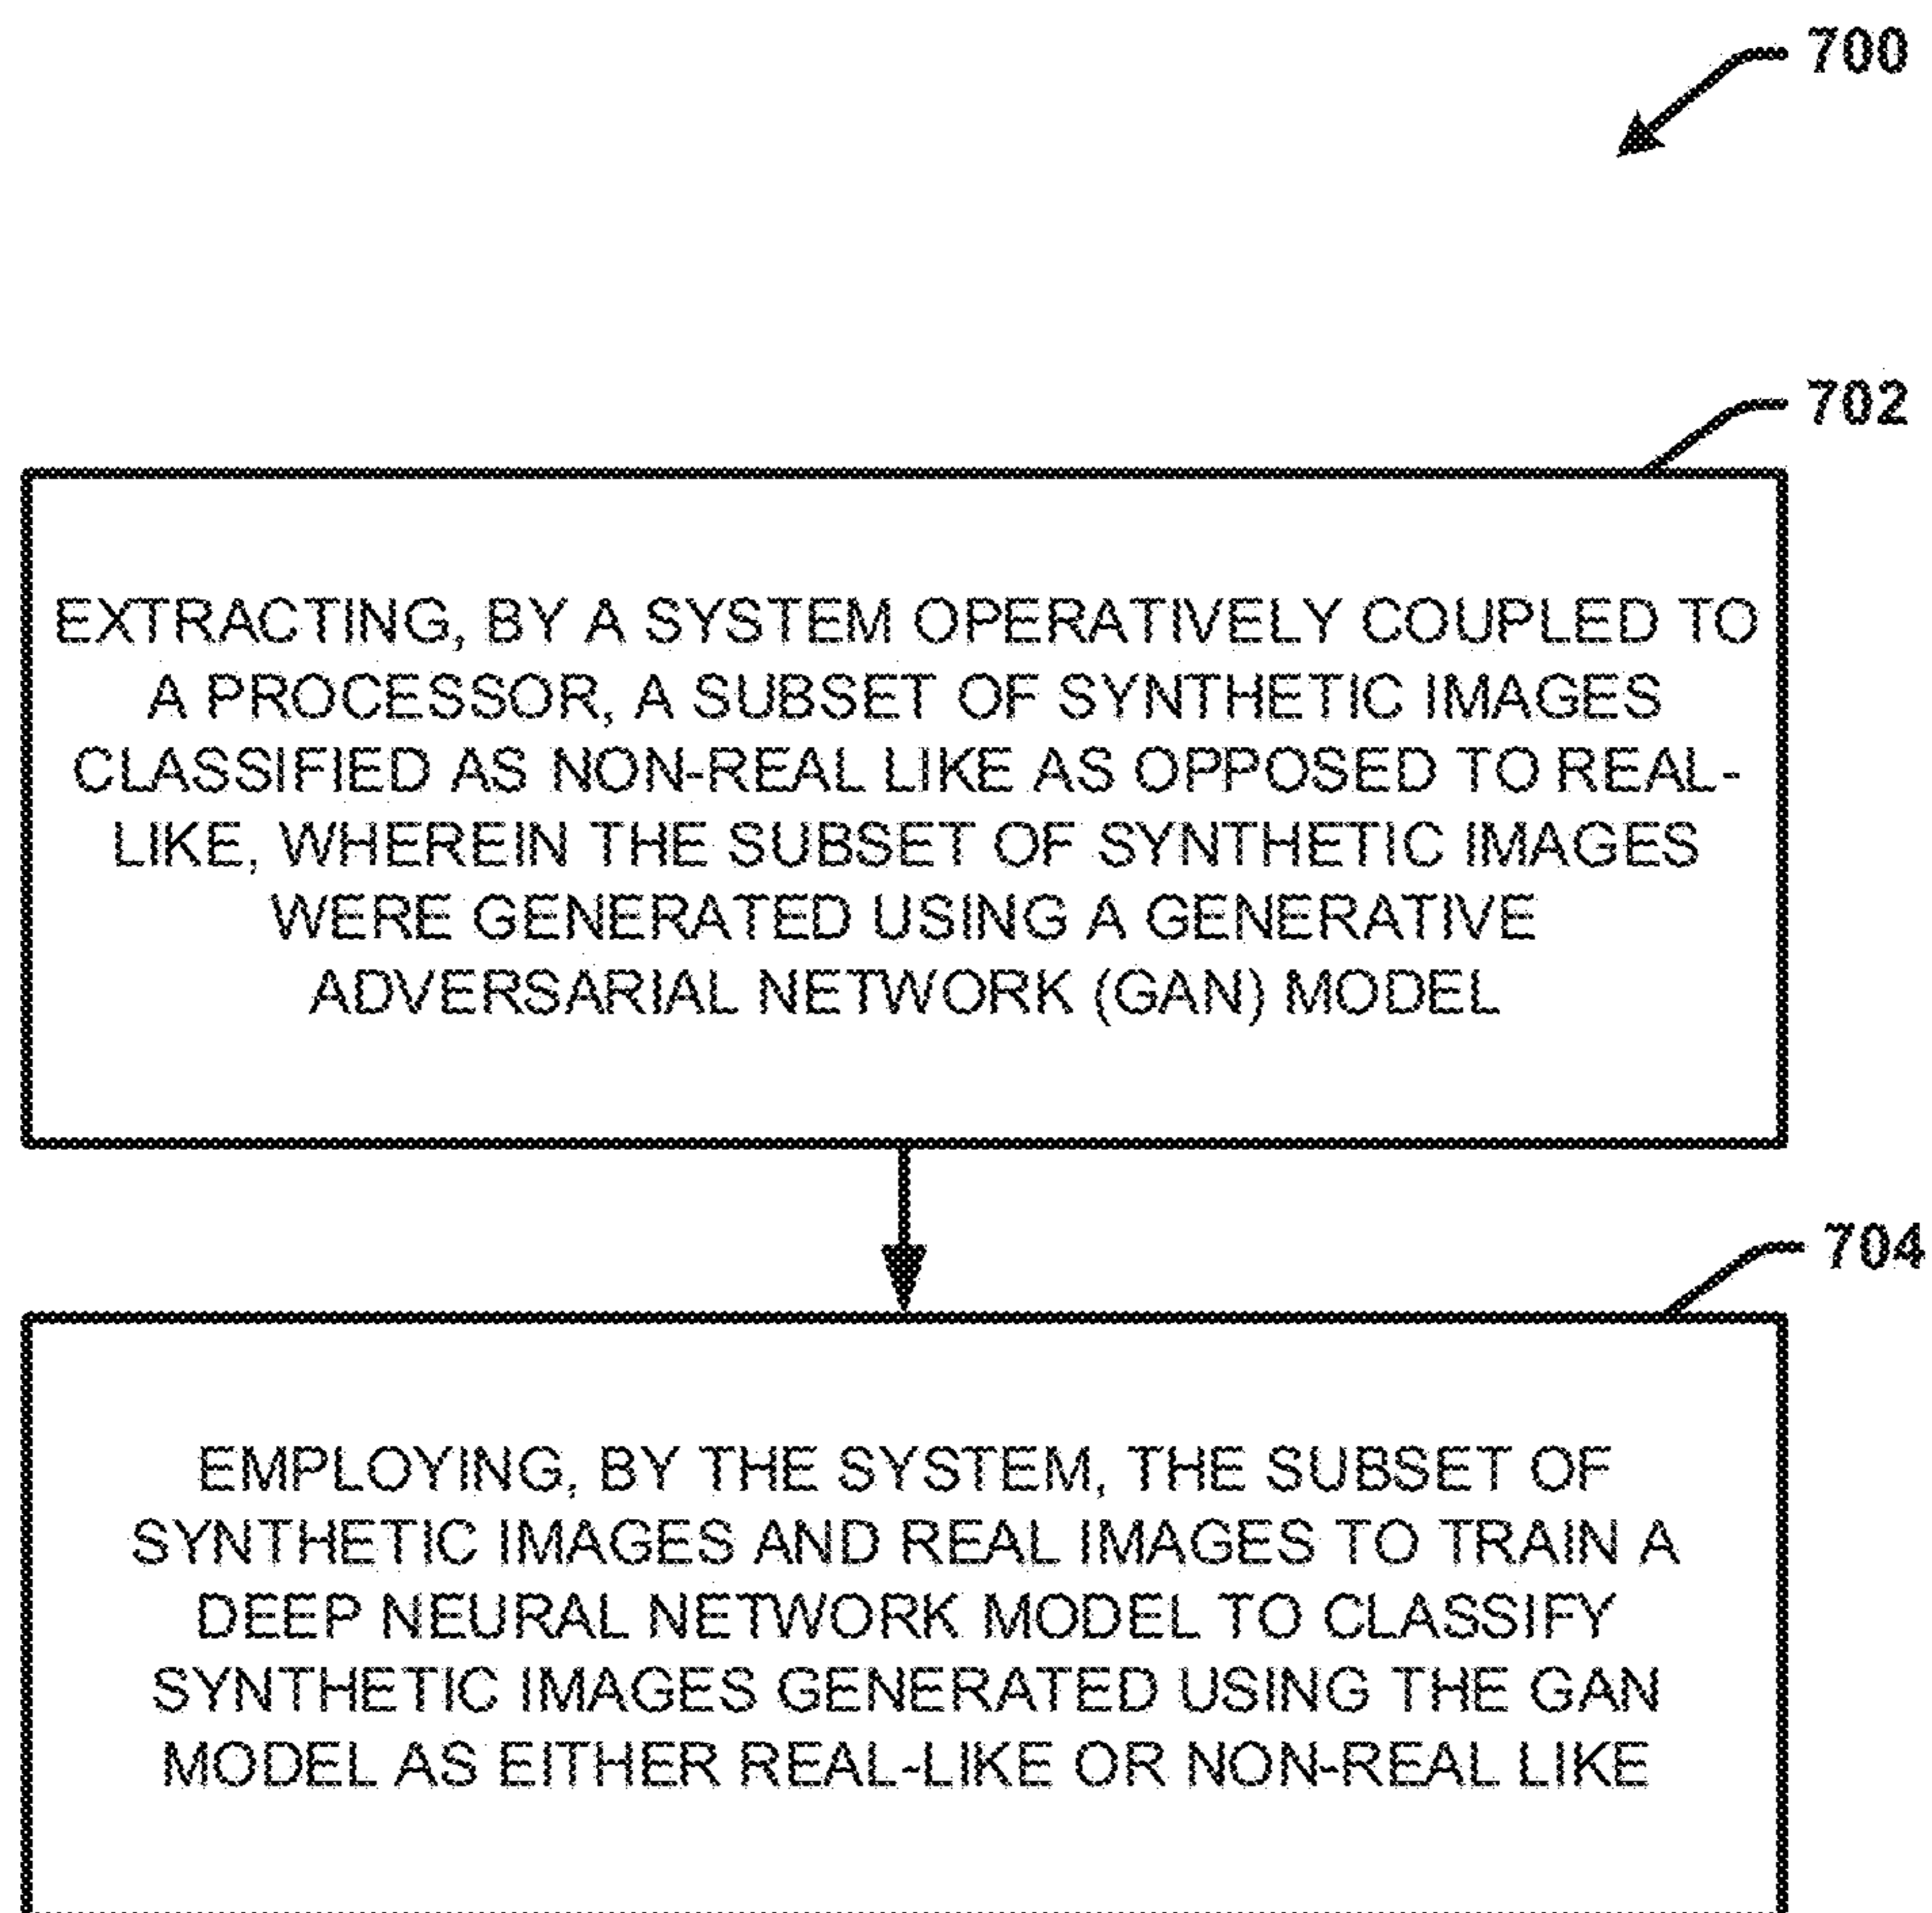 700
702
EXTRACTING, BY A SYSTEM OPERATIVELY COUPLED TO
A PROCESSOR, A SUBSET OF SYNTHETIC IMAGES
CLASSIFIED AS NON-REAL LIKE AS OPPOSED TO REAL-
LIKE, WHEREIN THE SUBSET OF SYNTHETIC IMAGES
WERE GENERATED USING A GENERATIVE
ADVERSARIAL NETWORK (GAN) MODEL
704
EMPLOYING, BY THE SYSTEM, THE SUBSET OF
SYNTHETIC IMAGES AND REAL IMAGES TO TRAIN A
DEEP NEURAL NETWORK MODEL TO CLASSIFY
SYNTHETIC IMAGES GENERATED USING THE GAN
MODEL AS EITHER REAL-LIKE OR NON-REAL LIKE